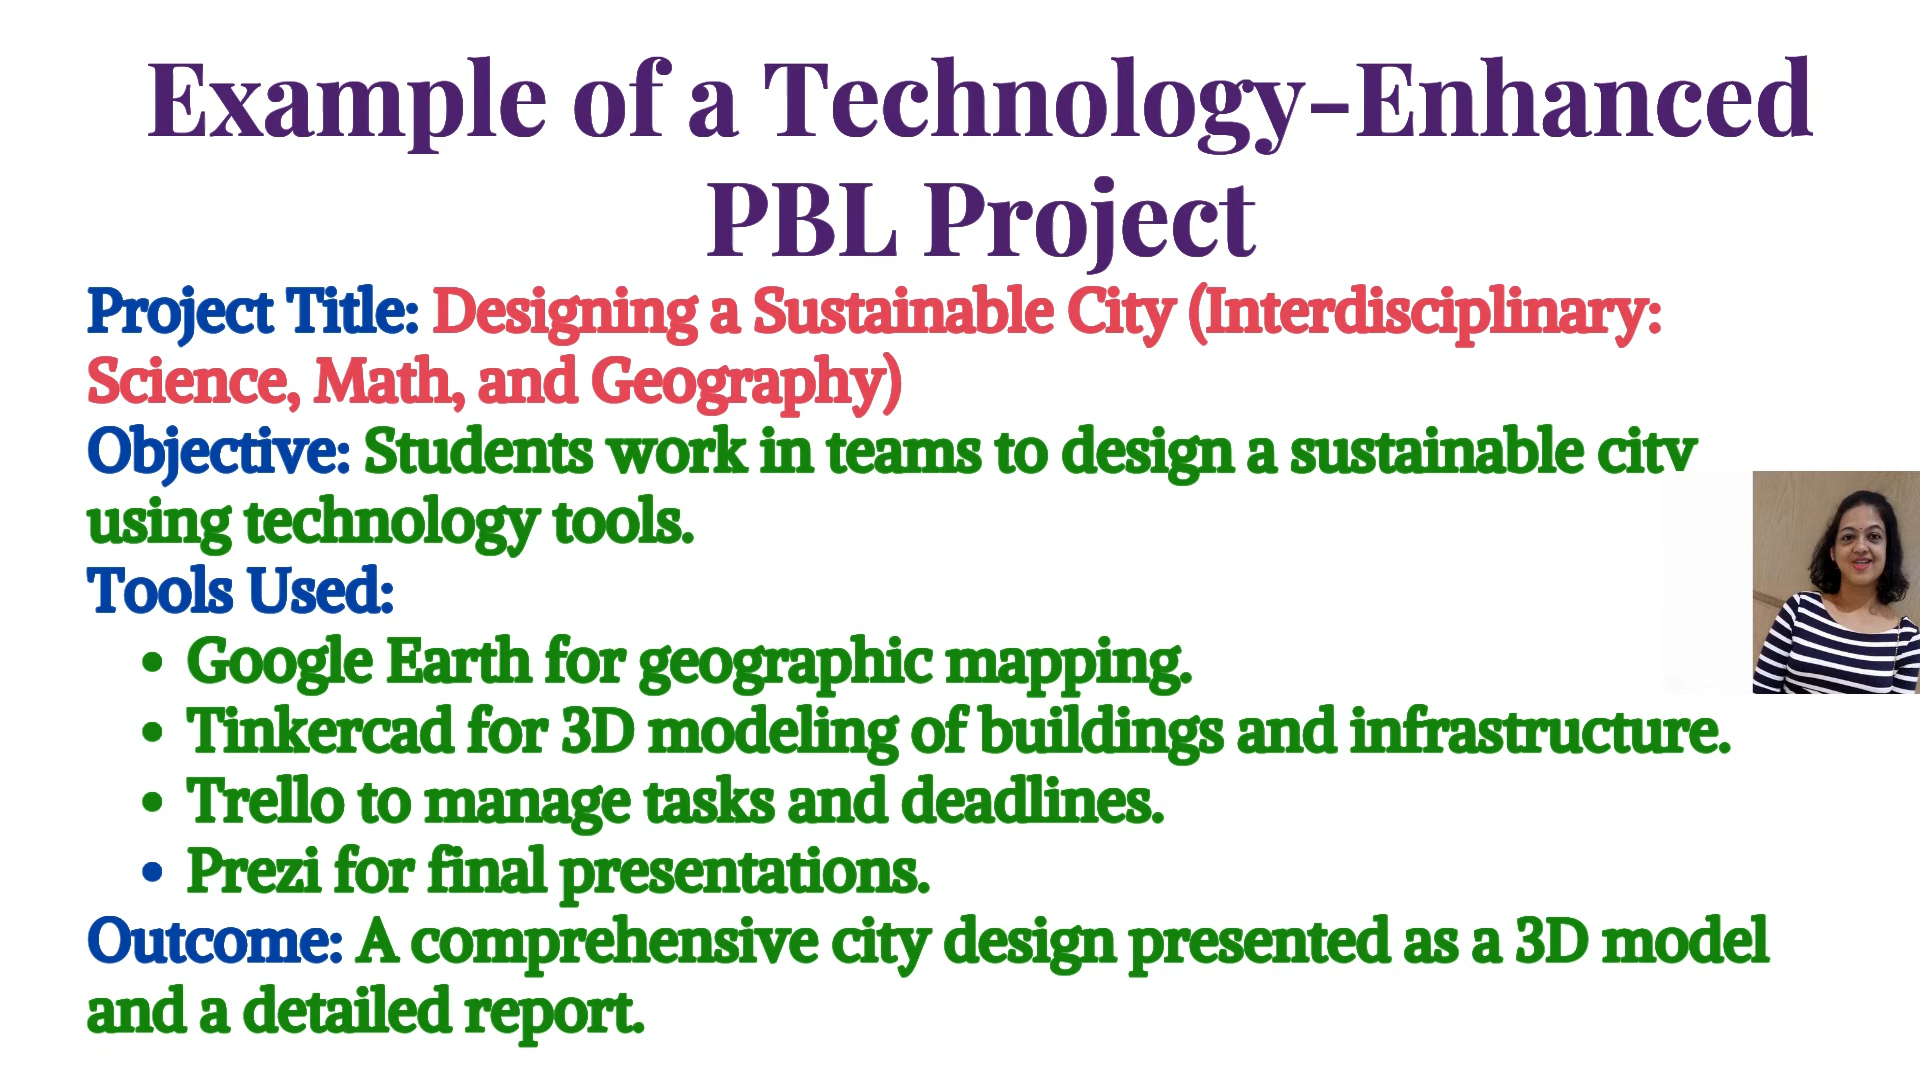 Example of a Technology-Enhanced
PBL Project
Project Title: Designing a Sustainable City (Interdisciplinary:
Science, Math, and Geography)
Objective: Students work in teams to design a sustainable city
using technology tools.
Tools Used:
• Google Earth for geographic mapping.
• Tinkercad for 3D modeling of buildings and infrastructure.
• Trello to manage tasks and deadlines.
• Prezi for final presentations.
Outcome: A comprehensive city design presented as a 3D model
and a detailed report.